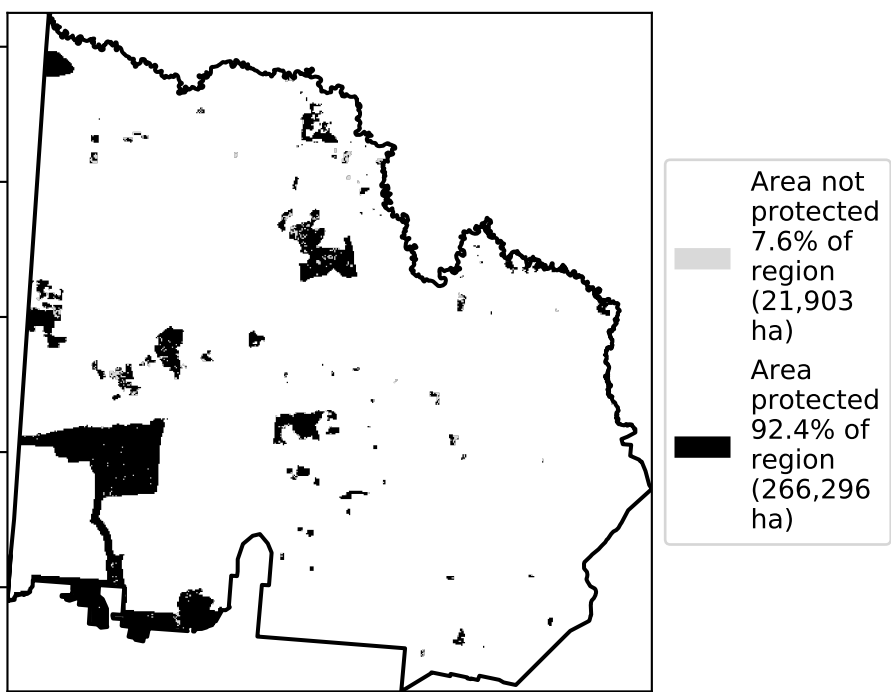 Area not
protected
7.6% of
region
(21,903
ha)
Area
protected
92.4% of
region
(266,296
ha)